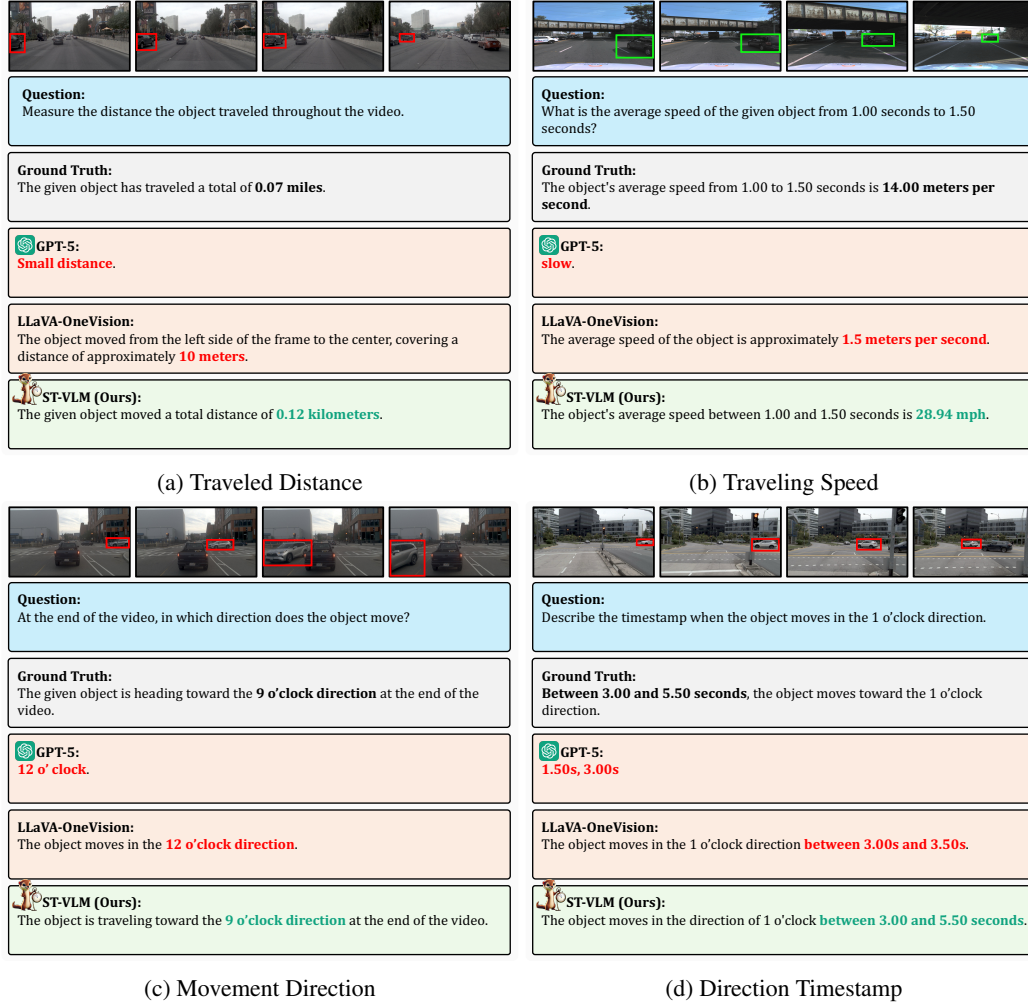 Question:
Measure the distance the object traveled throughout the video.
Ground Truth:
The given object has traveled a total of 0.07 miles.
GPT-5:
Small distance.
LLaVA-OneVision:
The object moved from the left side of the frame to the center, covering a
distance of approximately 10 meters.
ST-VLM (Ours):
The given object moved a total distance of 0.12 kilometers.
(a) Traveled Distance
Question:
What is the average speed of the given object from 1.00 seconds to 1.50
seconds?
Ground Truth:
The object's average speed from 1.00 to 1.50 seconds is 14.00 meters per
second.
GPT-5:
slow.
LLaVA-OneVision:
The average speed of the object is approximately 1.5 meters per second.
ST-VLM (Ours):
The object's average speed between 1.00 and 1.50 seconds is 28.94 mph.
(b) Traveling Speed
Question:
At the end of the video, in which direction does the object move?
Ground Truth:
The given object is heading toward the 9 o'clock direction at the end of the
video.
GPT-5:
12 o' clock.
LLaVA-OneVision:
The object moves in the 12 o'clock direction.
ST-VLM (Ours):
The object is traveling toward the 9 o'clock direction at the end of the video.
(c) Movement Direction
Question:
Describe the timestamp when the object moves in the 1 o'clock direction.
Ground Truth:
Between 3.00 and 5.50 seconds, the object moves toward the 1 o'clock
direction.
GPT-5:
1.50s, 3.00s
LLaVA-OneVision:
The object moves in the 1 o'clock direction between 3.00s and 3.50s.
ST-VLM (Ours):
The object moves in the direction of 1 o'clock between 3.00 and 5.50 seconds.
(d) Direction Timestamp